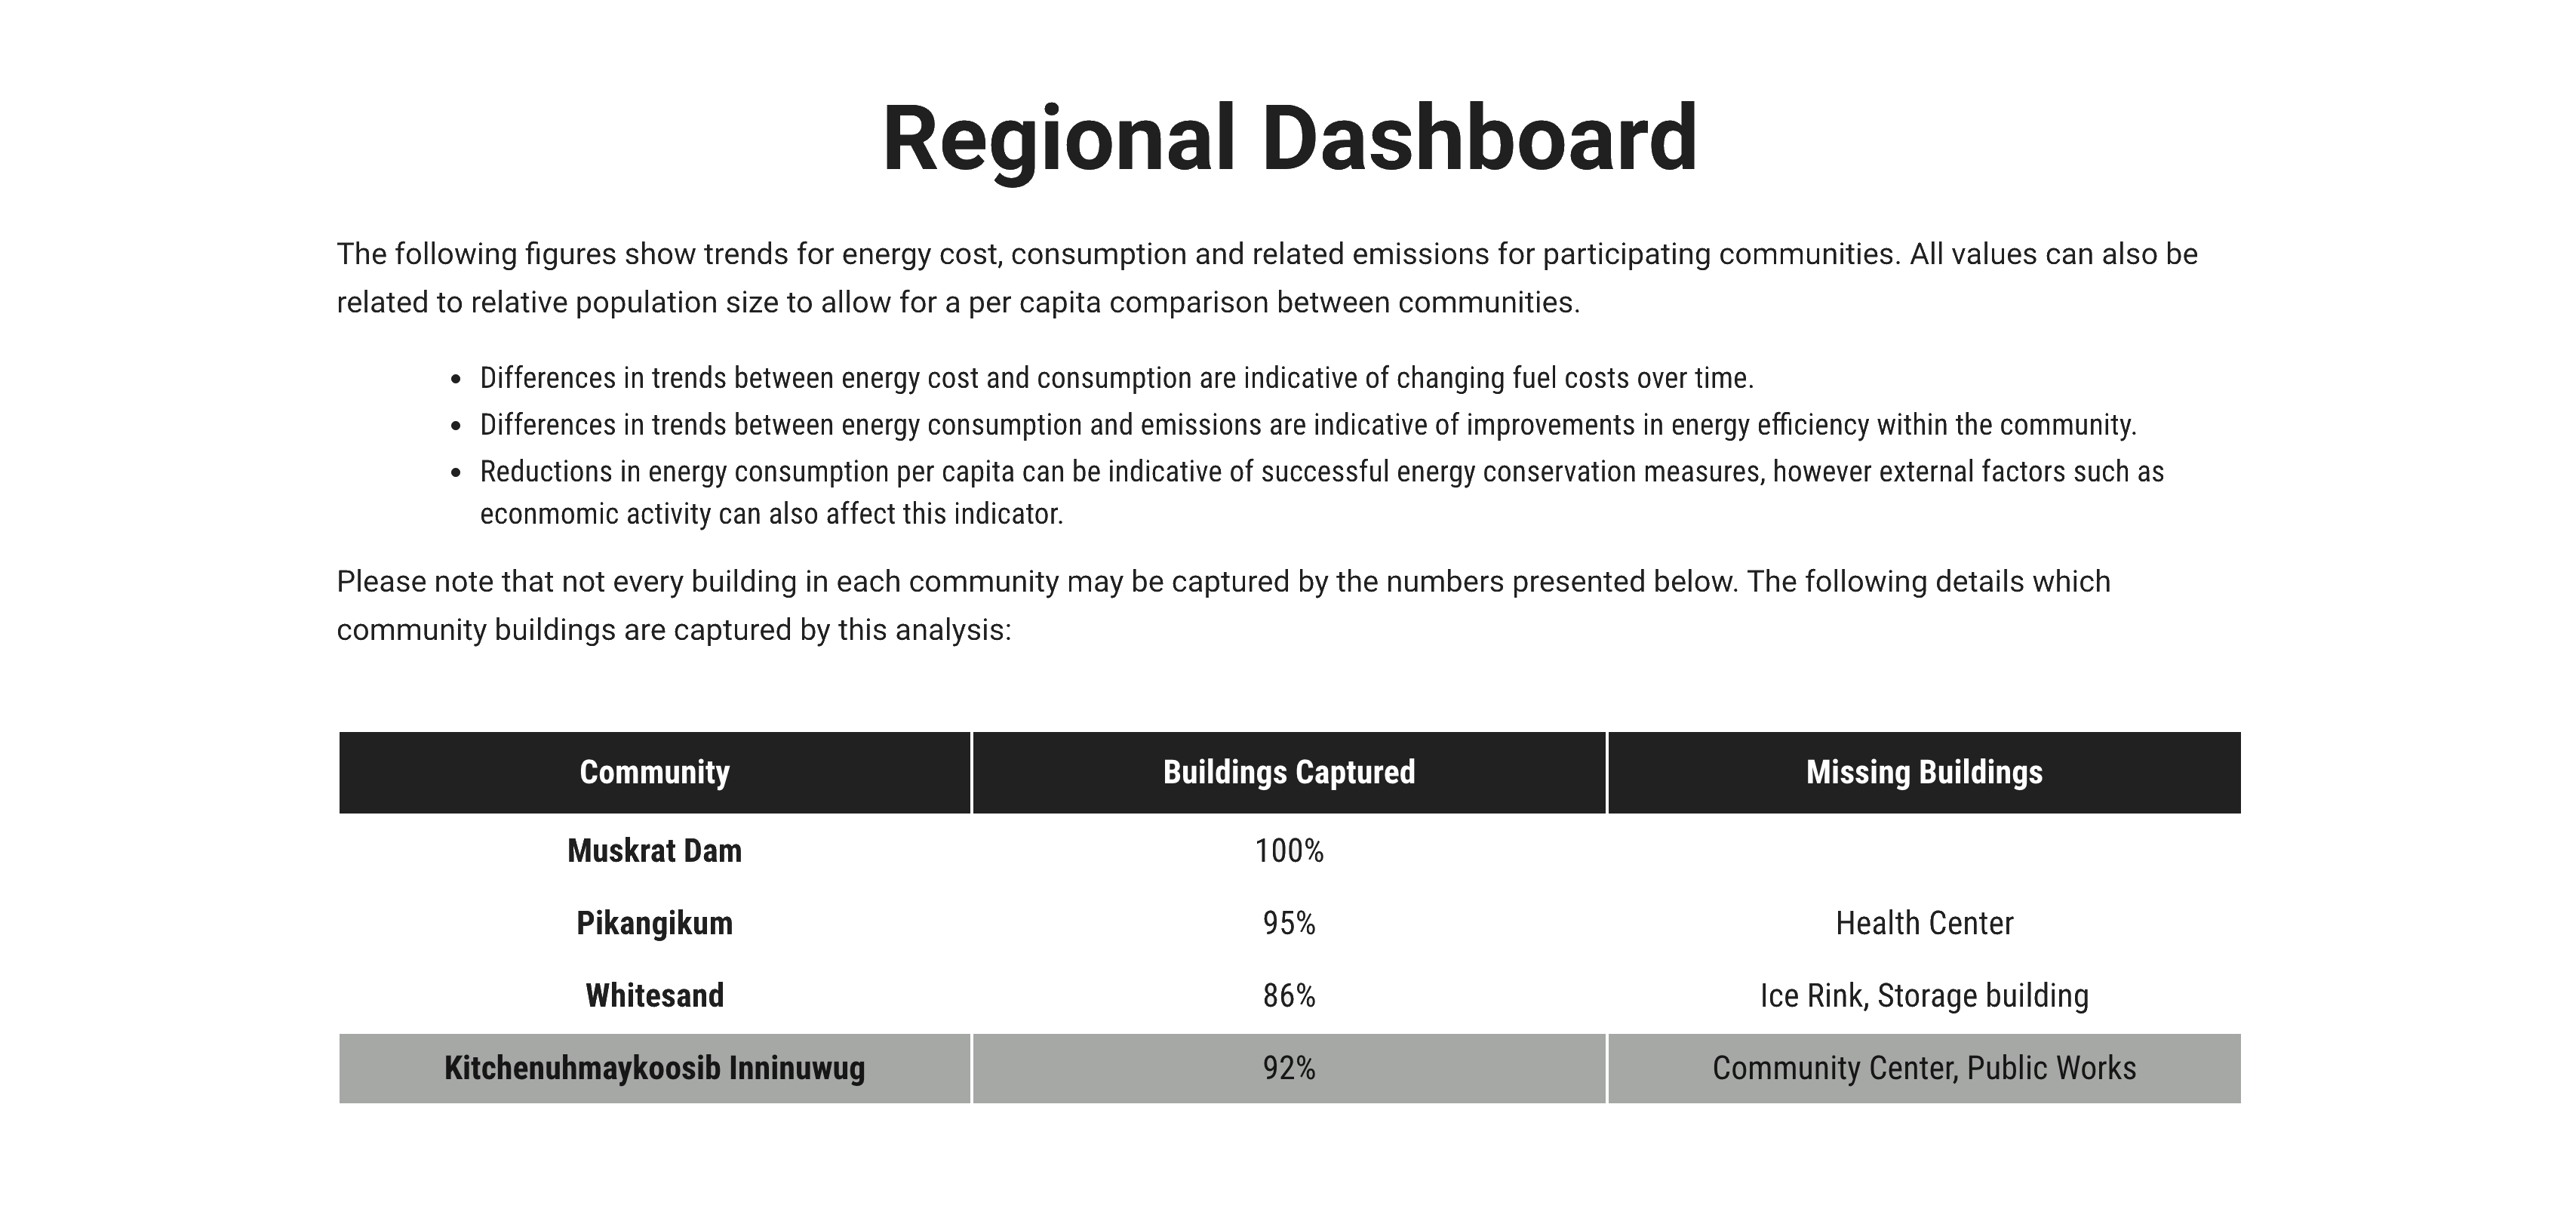 Regional Dashboard
The following figures show trends for energy cost, consumption and related emissions for participating communities. All values can also be
related to relative population size to allow for a per capita comparison between communities.
• Differences in trends between energy cost and consumption are indicative of changing fuel costs over time.
• Differences in trends between energy consumption and emissions are indicative of improvements in energy efficiency within the community.
• Reductions in energy consumption per capita can be indicative of successful energy conservation measures, however external factors such as
econmomic activity can also affect this indicator.
Please note that not every building in each community may be captured by the numbers presented below. The following details which
community buildings are captured by this analysis:
Community Buildings Captured Missing Buildings
Muskrat Dam 100%
Pikangikum 95% Health Center
Whitesand 86% Ice Rink, Storage building
Kitchenuhmaykoosib Inninuwug 92% Community Center, Public Works